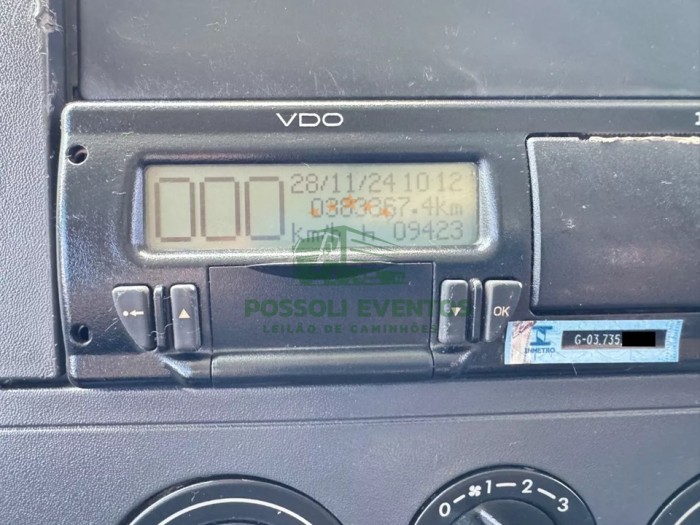 VDO
28/11/24 10 12
000
km/h h 09423
POSSOLI EVENTOS
LEILÃO DE CAMINHÕES
OK
INMETRO
G-03.735
0 1 2 3